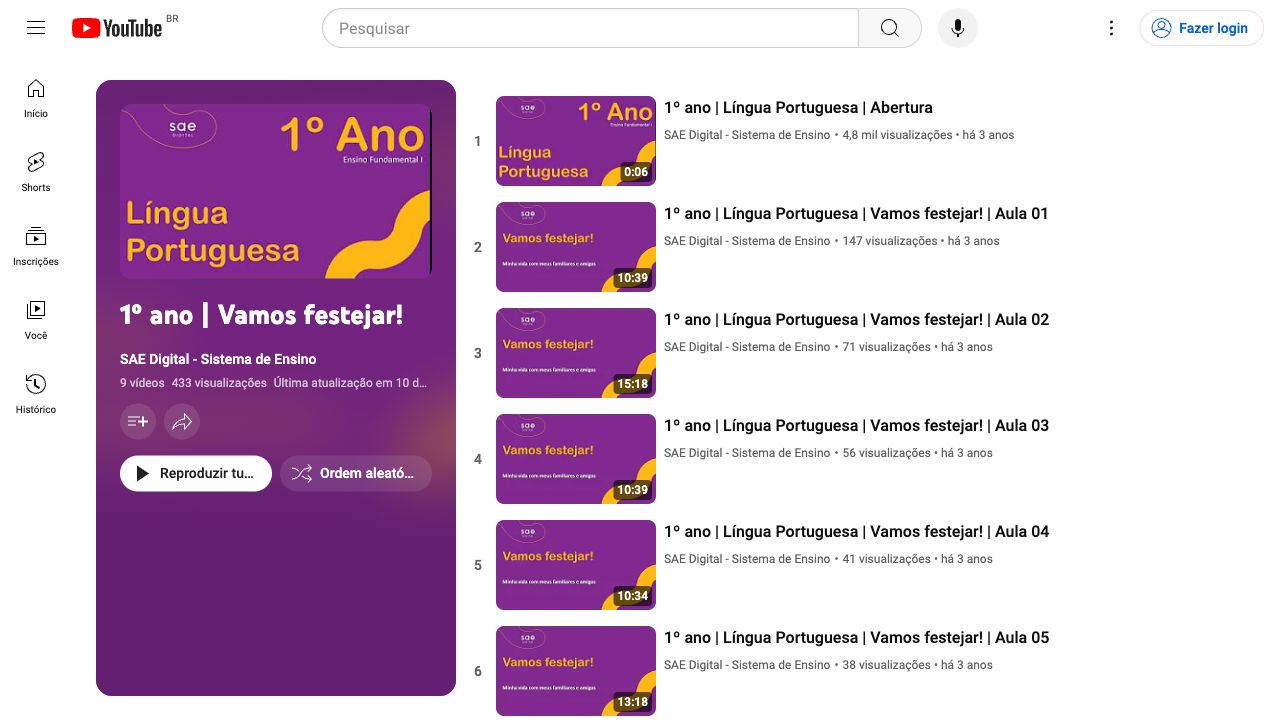 YouTube BR
Pesquisar
Fazer login
Início
Shorts
Inscrições
Você
Histórico
sae
DIGITAL
1º Ano
Ensino Fundamental I
Língua
Portuguesa
1º ano | Vamos festejar!
SAE Digital - Sistema de Ensino
9 vídeos 433 visualizações Última atualização em 10 d...
Reproduzir tu...
Ordem aleató...
1
sae
1º Ano
Ensino Fundamental I
Língua
Portuguesa
0:06
1º ano | Língua Portuguesa | Abertura
SAE Digital - Sistema de Ensino • 4,8 mil visualizações • há 3 anos
2
sae
Vamos festejar!
Minha vida com meus familiares e amigos
10:39
1º ano | Língua Portuguesa | Vamos festejar! | Aula 01
SAE Digital - Sistema de Ensino • 147 visualizações • há 3 anos
3
sae
Vamos festejar!
Minha vida com meus familiares e amigos
15:18
1º ano | Língua Portuguesa | Vamos festejar! | Aula 02
SAE Digital - Sistema de Ensino • 71 visualizações • há 3 anos
4
sae
Vamos festejar!
Minha vida com meus familiares e amigos
10:39
1º ano | Língua Portuguesa | Vamos festejar! | Aula 03
SAE Digital - Sistema de Ensino • 56 visualizações • há 3 anos
5
sae
Vamos festejar!
Minha vida com meus familiares e amigos
10:34
1º ano | Língua Portuguesa | Vamos festejar! | Aula 04
SAE Digital - Sistema de Ensino • 41 visualizações • há 3 anos
6
sae
Vamos festejar!
Minha vida com meus familiares e amigos
13:18
1º ano | Língua Portuguesa | Vamos festejar! | Aula 05
SAE Digital - Sistema de Ensino • 38 visualizações • há 3 anos